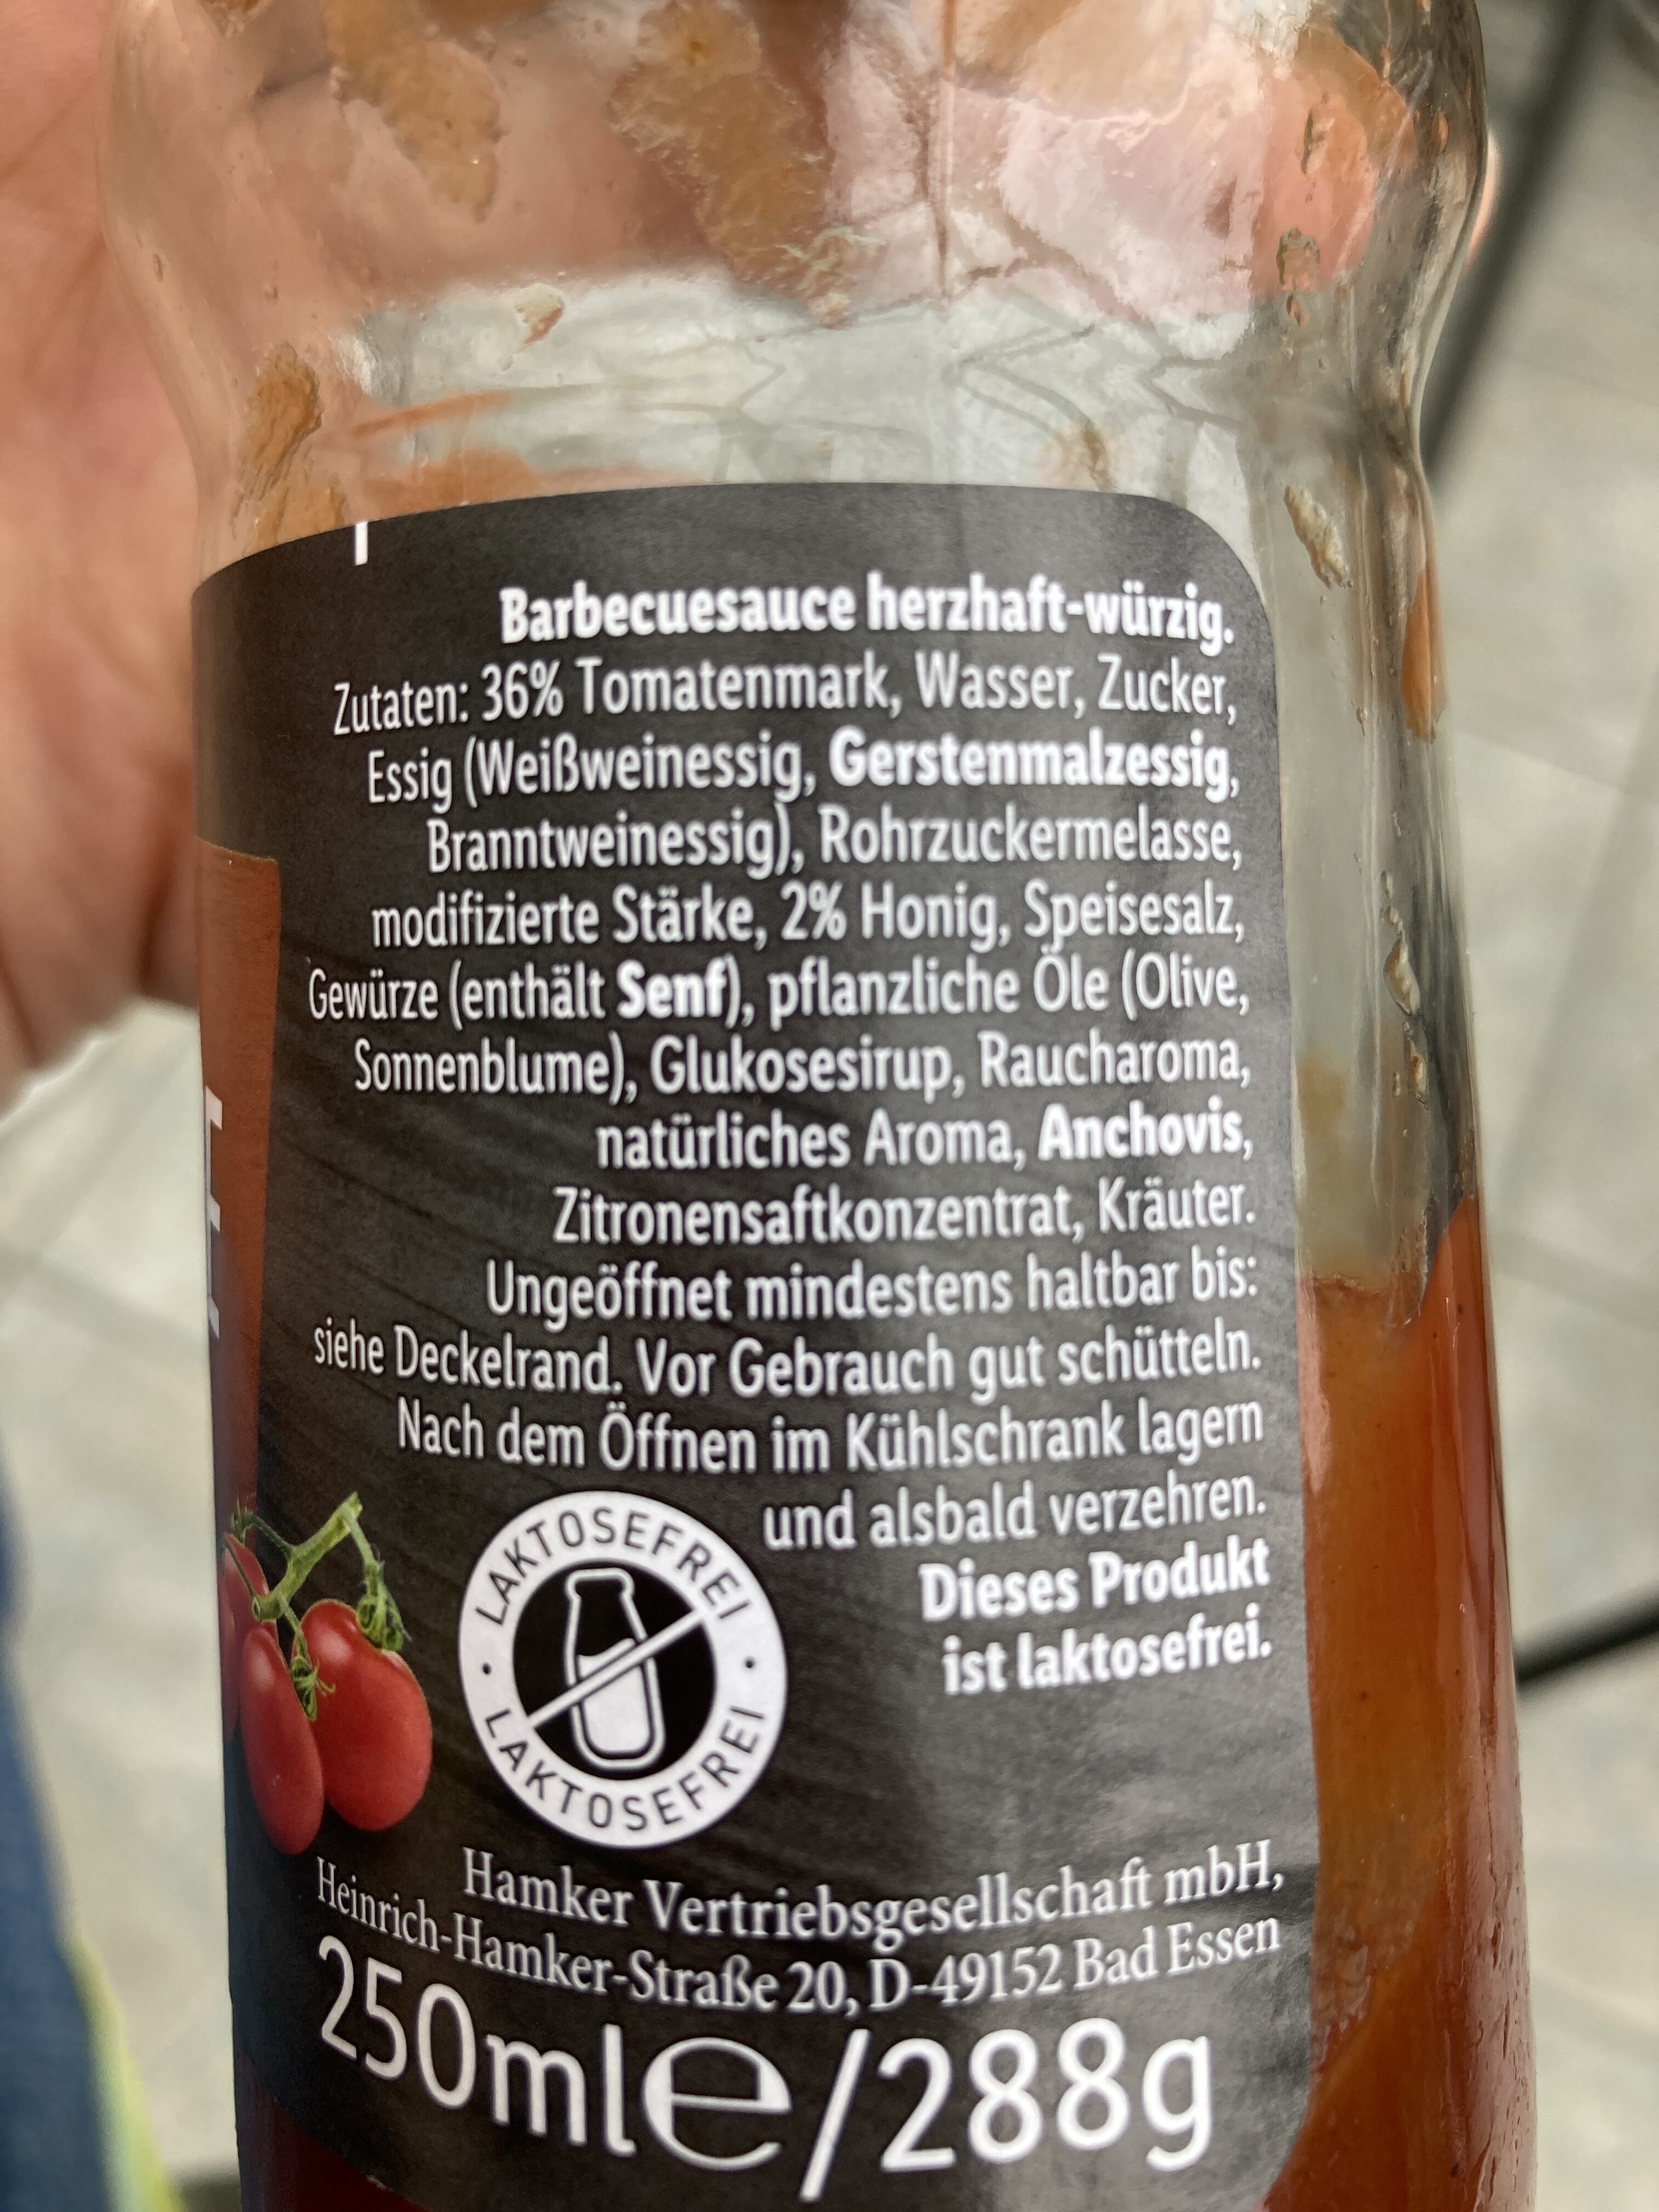 Barbecuesauce herzhaft-würzig.
Zutaten: 36% Tomatenmark, Wasser, Zucker,
Essig (Weißweinessig, Gerstenmalzessig,
Branntweinessig), Rohrzuckermelasse,
modifizierte Stärke, 2% Honig, Speisesalz,
Gewürze (enthält Senf), pflanzliche Öle (Olive,
Sonnenblume), Glukosesirup, Raucharoma,
natürliches Aroma, Anchovis,
Zitronensaftkonzentrat, Kräuter.
Ungeöffnet mindestens haltbar bis:
siehe Deckelrand. Vor Gebrauch gut schütteln.
Nach dem Öffnen im Kühlschrank lagern
und alsbald verzehren.
Dieses Produkt
ist laktosefrei.
LAKTOSEFREI
LAKTOSEFREI
Hamker Vertriebsgesellschaft mbH,
Heinrich-Hamker-Straße 20, D-49152 Bad Essen
250ml℮/288g